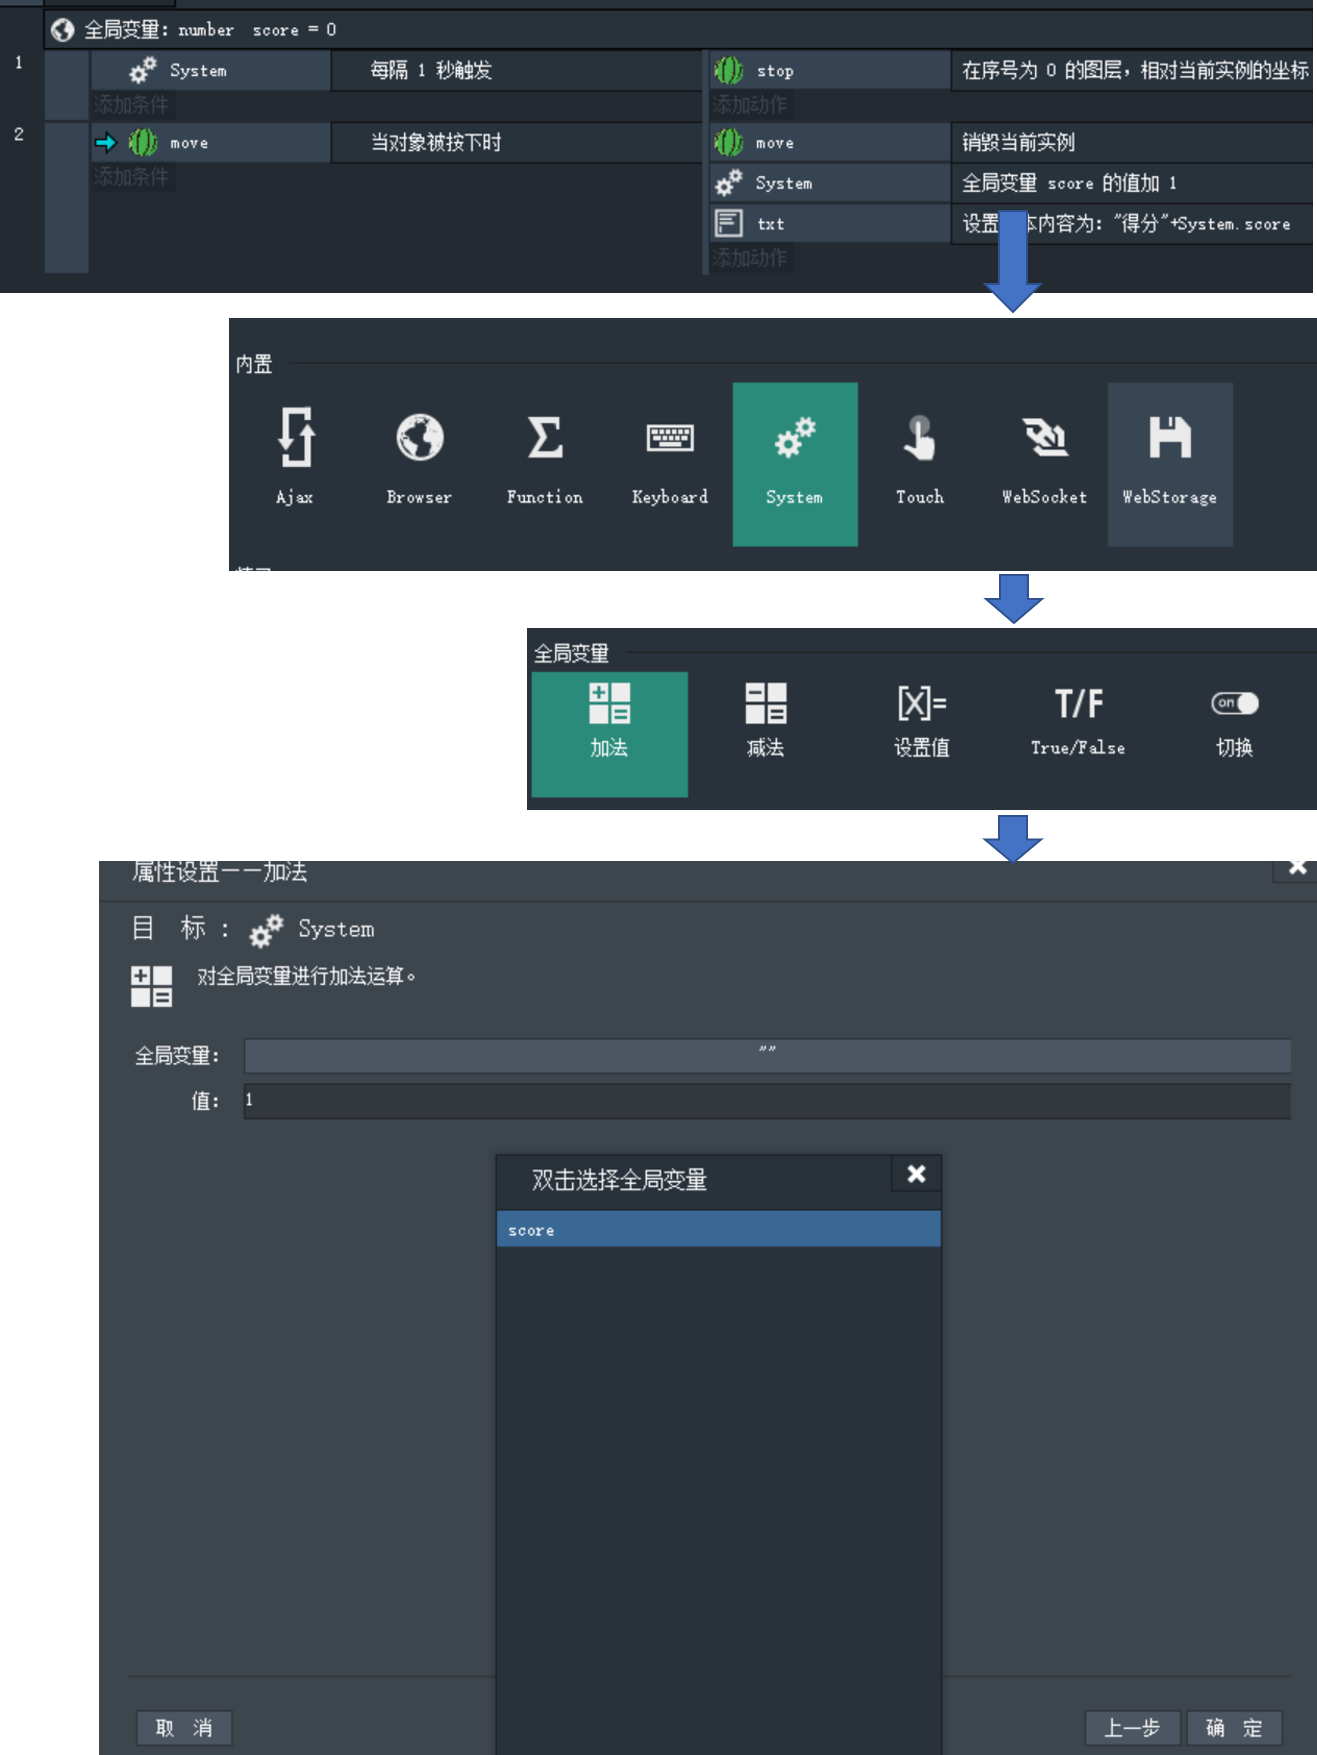 全局变量: number score = 0
1 System 每隔 1 秒触发 stop 在序号为 0 的图层, 相对当前实例的坐标
添加条件 添加动作
2 move 当对象被按下时 move 销毁当前实例
添加条件 System 全局变量 score 的值加 1
txt 设置 本内容为: "得分"+System.score
添加动作
内置
Ajax Browser Function Keyboard System Touch WebSocket WebStorage
全局变量
[X]= T/F on
加法 减法 设置值 True/False 切换
属性设置——加法
目 标 : System
对全局变量进行加法运算。
全局变量: ""
值: 1
双击选择全局变量
score
取 消 上一步 确 定